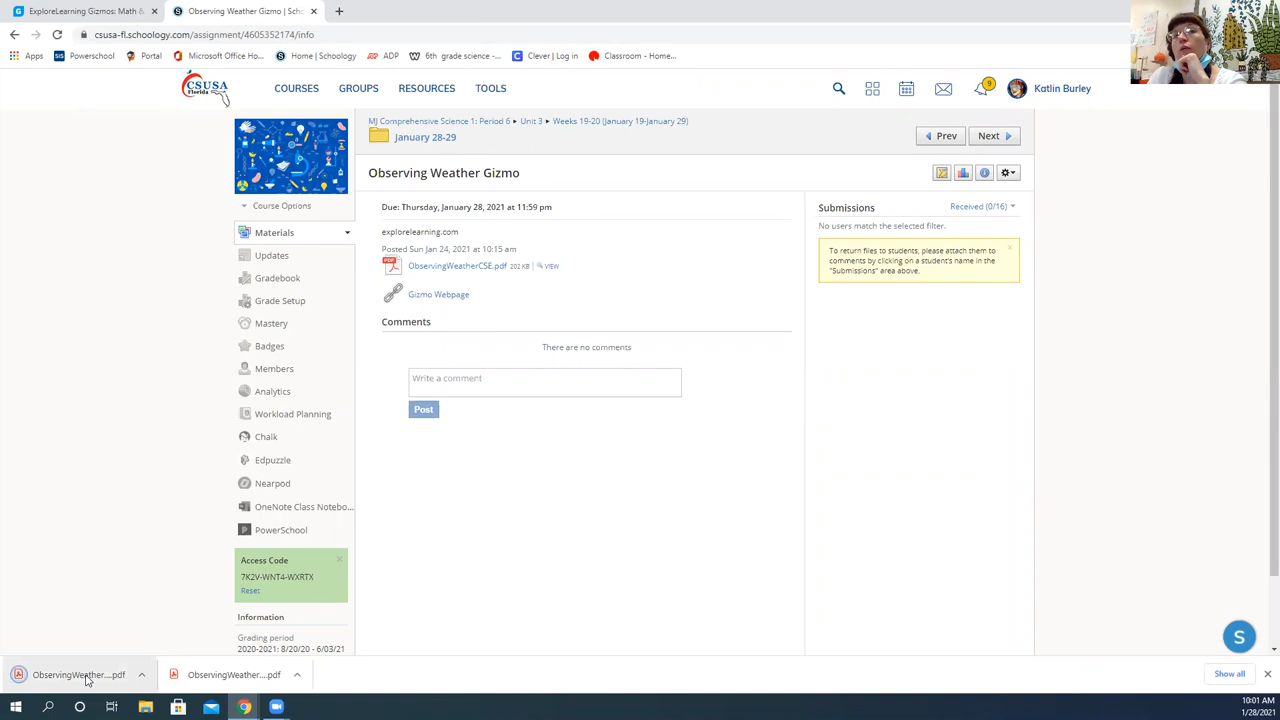 ExploreLearning Gizmos: Math &
Observing Weather Gizmo | Scho
csusa-fl.schoology.com/assignment/4605352174/info
Apps
SIS
Powerschool
Portal
Microsoft Office Ho...
Home | Schoology
ADP
6th grade science -...
Clever | Log in
Classroom - Home...
CSUSA
Florida
COURSES
GROUPS
RESOURCES
TOOLS
9
Katlin Burley
MJ Comprehensive Science 1: Period 6 ▸ Unit 3 ▸ Weeks 19-20 (January 19-January 29)
January 28-29
Prev
Next
Observing Weather Gizmo
Course Options
Materials
Updates
Gradebook
Grade Setup
Mastery
Badges
Members
Analytics
Workload Planning
Chalk
Edpuzzle
Nearpod
OneNote Class Notebo...
PowerSchool
Access Code
7K2V-WNT4-WXRTX
Reset
Information
Grading period
2020-2021: 8/20/20 - 6/03/21
Due: Thursday, January 28, 2021 at 11:59 pm
explorelearning.com
Posted Sun Jan 24, 2021 at 10:15 am
PDF
ObservingWeatherCSE.pdf 202 KB | VIEW
Gizmo Webpage
Comments
There are no comments
Write a comment
Post
Submissions
Received (0/16)
No users match the selected filter.
To return files to students, please attach them to
comments by clicking on a student's name in the
"Submissions" area above.
S
ObservingWeather....pdf
ObservingWeather....pdf
Show all
10:01 AM
1/28/2021